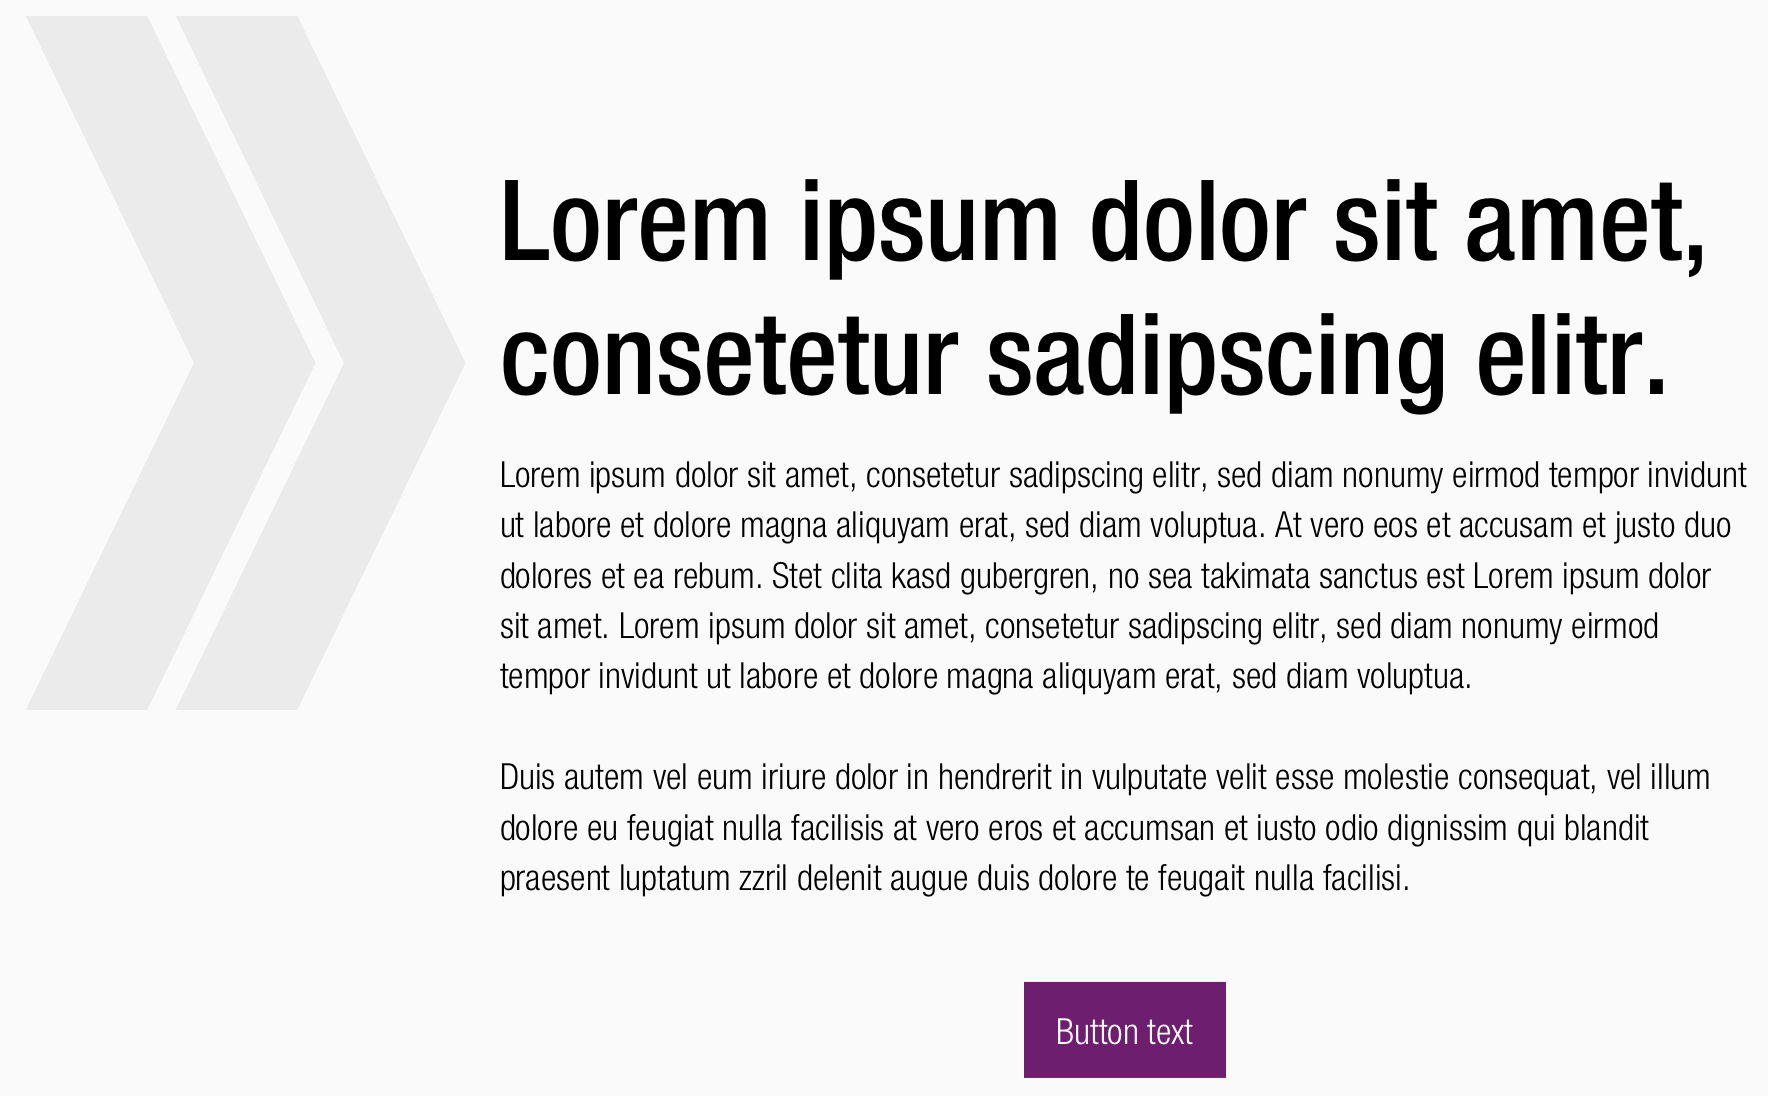 Lorem ipsum dolor sit amet,
consetetur sadipscing elitr.
Lorem ipsum dolor sit amet, consetetur sadipscing elitr, sed diam nonumy eirmod tempor invidunt
ut labore et dolore magna aliquyam erat, sed diam voluptua. At vero eos et accusam et justo duo
dolores et ea rebum. Stet clita kasd gubergren, no sea takimata sanctus est Lorem ipsum dolor
sit amet. Lorem ipsum dolor sit amet, consetetur sadipscing elitr, sed diam nonumy eirmod
tempor invidunt ut labore et dolore magna aliquyam erat, sed diam voluptua.
Duis autem vel eum iriure dolor in hendrerit in vulputate velit esse molestie consequat, vel illum
dolore eu feugiat nulla facilisis at vero eros et accumsan et iusto odio dignissim qui blandit
praesent luptatum zzril delenit augue duis dolore te feugait nulla facilisi.
Button text